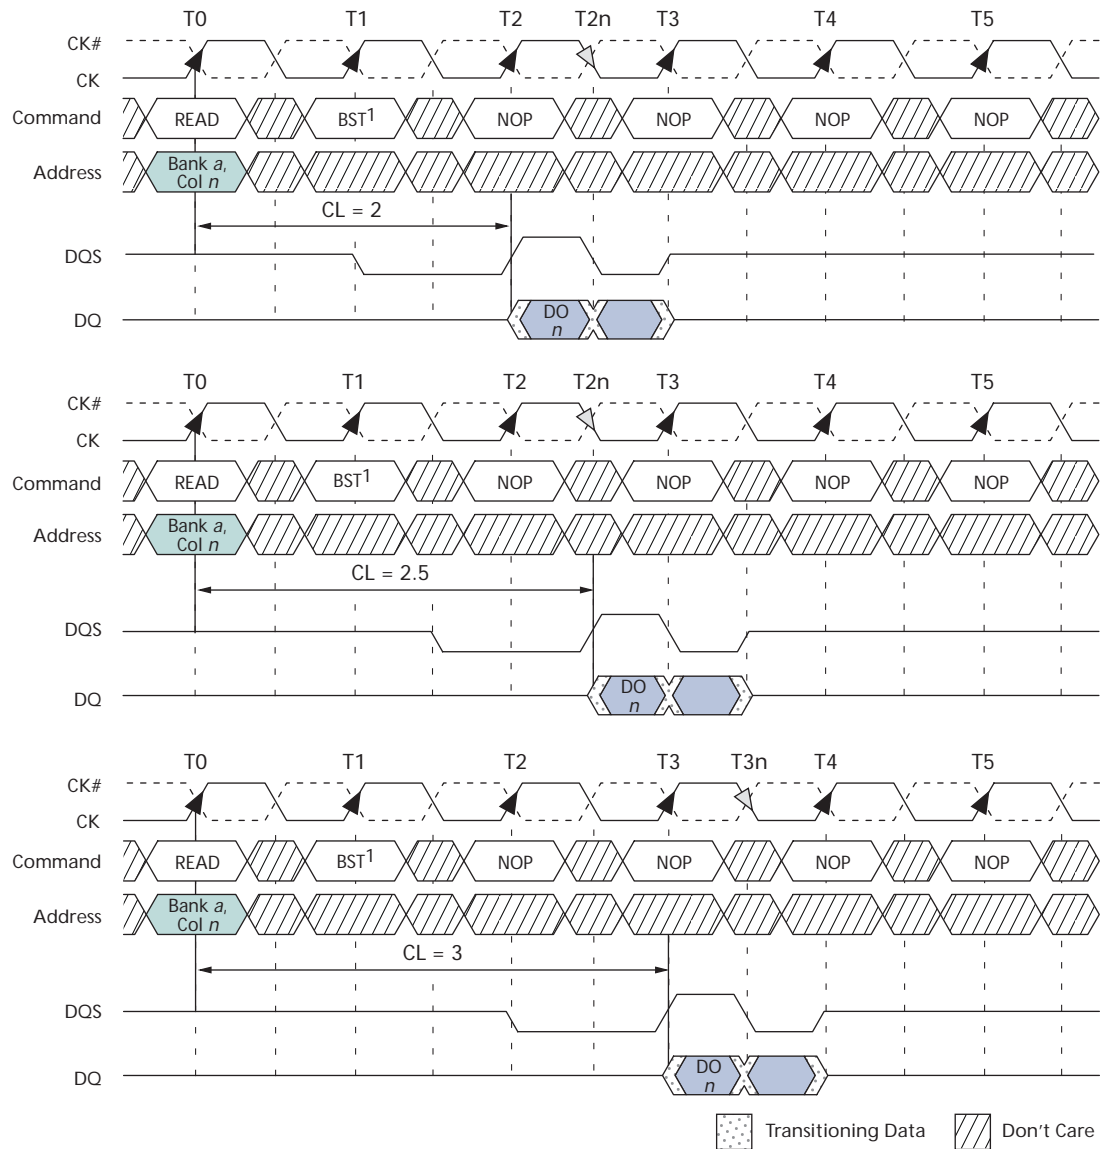 T0 T1 T2 T2n T3 T4 T5
CK#
CK
Command READ BST1 NOP NOP NOP NOP
Address Bank a,
Col n
CL = 2
DQS
DQ DO
n
T0 T1 T2 T2n T3 T4 T5
CK#
CK
Command READ BST1 NOP NOP NOP NOP
Address Bank a,
Col n
CL = 2.5
DQS
DQ DO
n
T0 T1 T2 T3 T3n T4 T5
CK#
CK
Command READ BST1 NOP NOP NOP NOP
Address Bank a,
Col n
CL = 3
DQS
DQ DO
n
Transitioning Data Don't Care